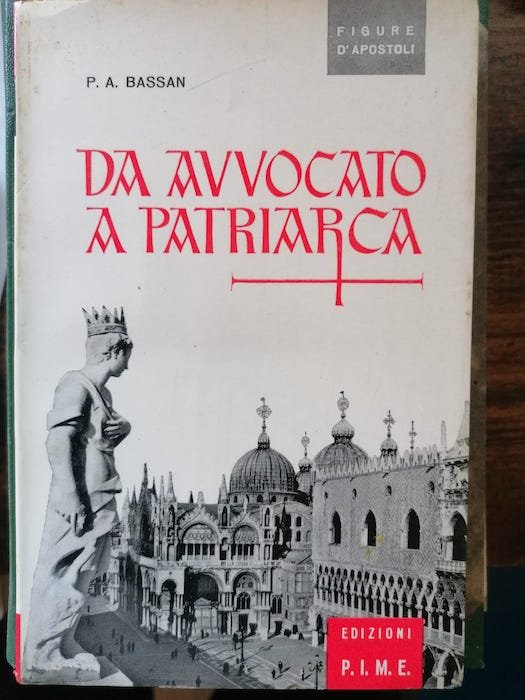 FIGURE
D'APOSTOLI
P. A. BASSAN
DA AVVOCATO
A PATRIARCA
EDIZIONI
P. I. M. E.